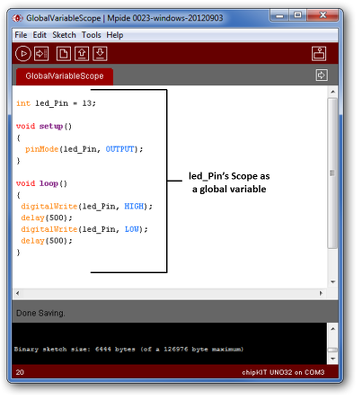 GlobalVariableScope | Mpide 0023-windows-20120903
File Edit Sketch Tools Help
GlobalVariableScope
int led_Pin = 13;
void setup()
{
pinMode(led_Pin, OUTPUT);
}
void loop()
{
digitalWrite(led_Pin, HIGH);
delay(500);
digitalWrite(led_Pin, LOW);
delay(500);
}
led_Pin's Scope as
a global variable
Done Saving.
Binary sketch size: 6444 bytes (of a 126976 byte maximum)
20 chipKIT UNO32 on COM3